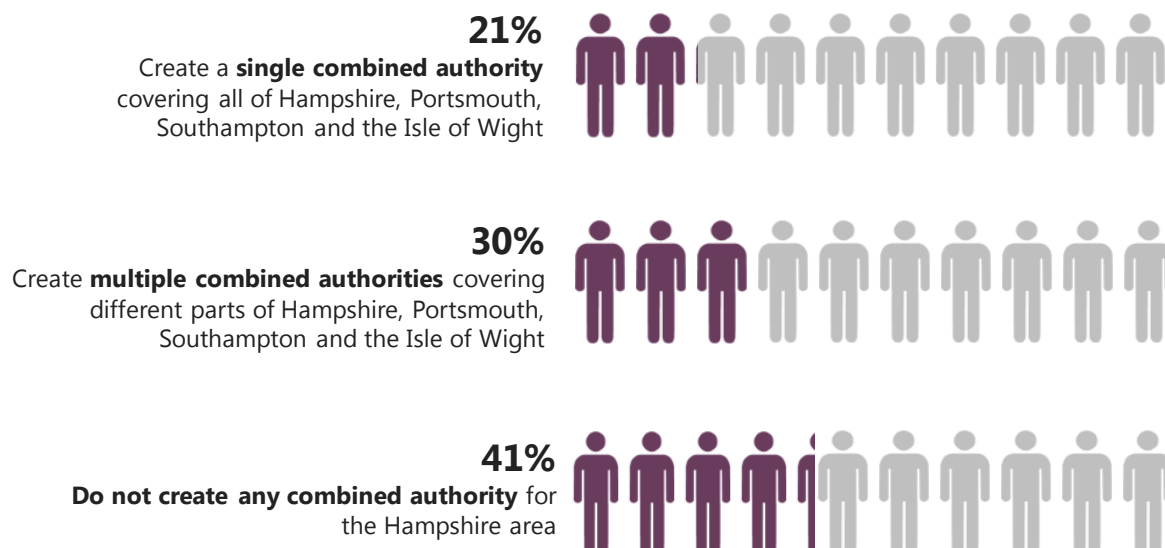 21%
Create a single combined authority
covering all of Hampshire, Portsmouth,
Southampton and the Isle of Wight
30%
Create multiple combined authorities covering
different parts of Hampshire, Portsmouth,
Southampton and the Isle of Wight
41%
Do not create any combined authority for
the Hampshire area